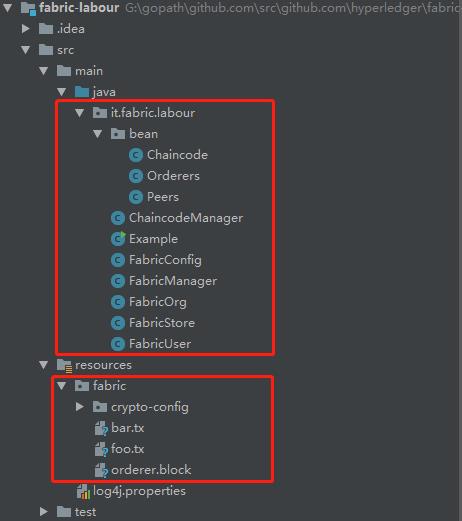 fabric-labour G:\gopath\github.com\src\github.com\hyperledger\fabric
.idea
src
main
java
it.fabric.labour
bean
Chaincode
Orderers
Peers
ChaincodeManager
Example
FabricConfig
FabricManager
FabricOrg
FabricStore
FabricUser
resources
fabric
crypto-config
bar.tx
foo.tx
orderer.block
log4j.properties
test